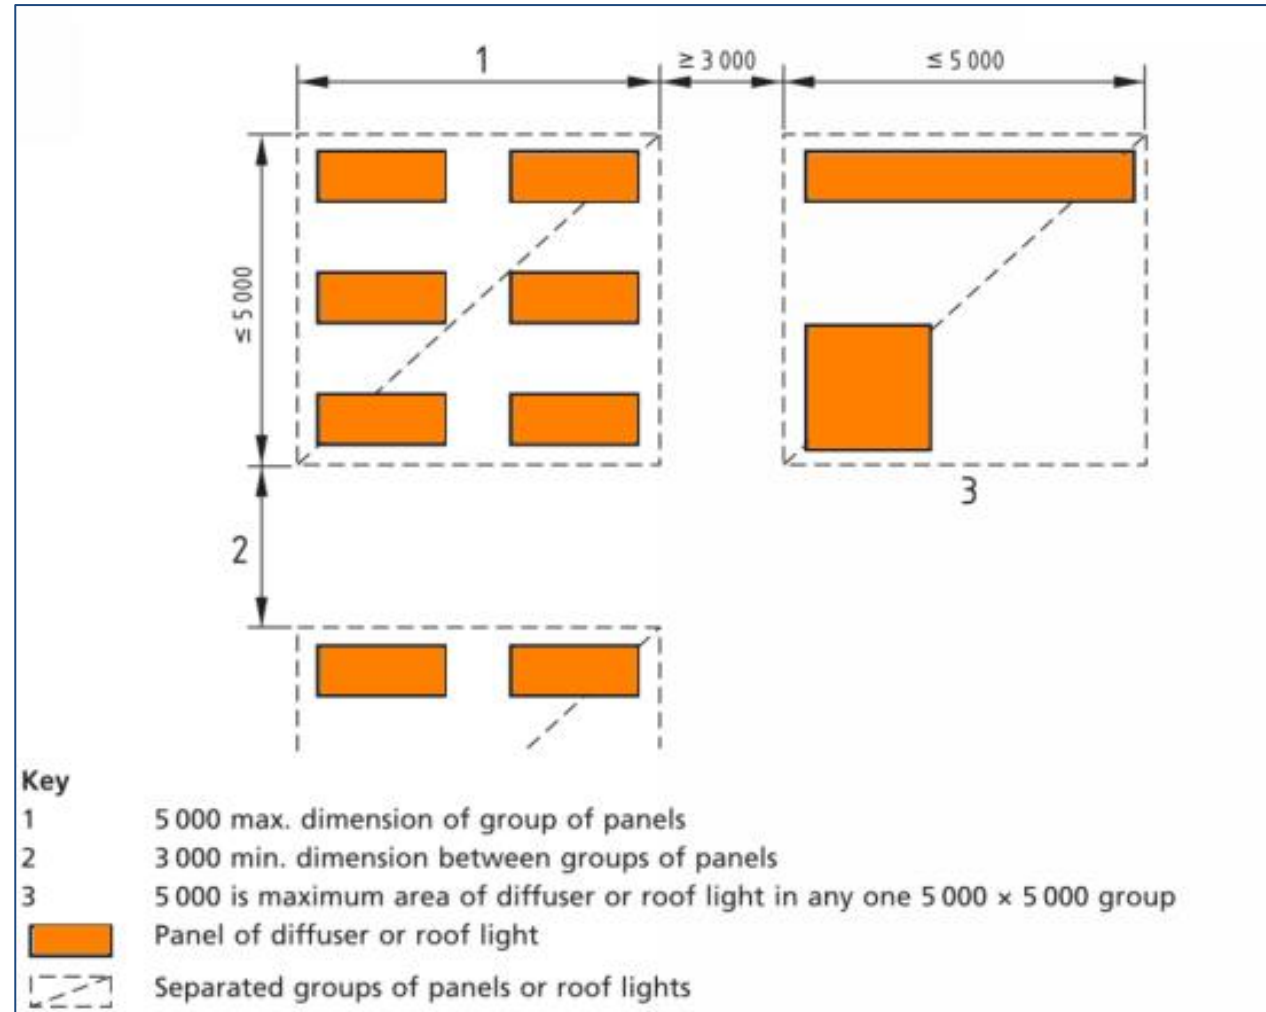 1
≥ 3 000
≤ 5 000
≤ 5 000
3
2
Key
1 5 000 max. dimension of group of panels
2 3 000 min. dimension between groups of panels
3 5 000 is maximum area of diffuser or roof light in any one 5 000 × 5 000 group
Panel of diffuser or roof light
Separated groups of panels or roof lights